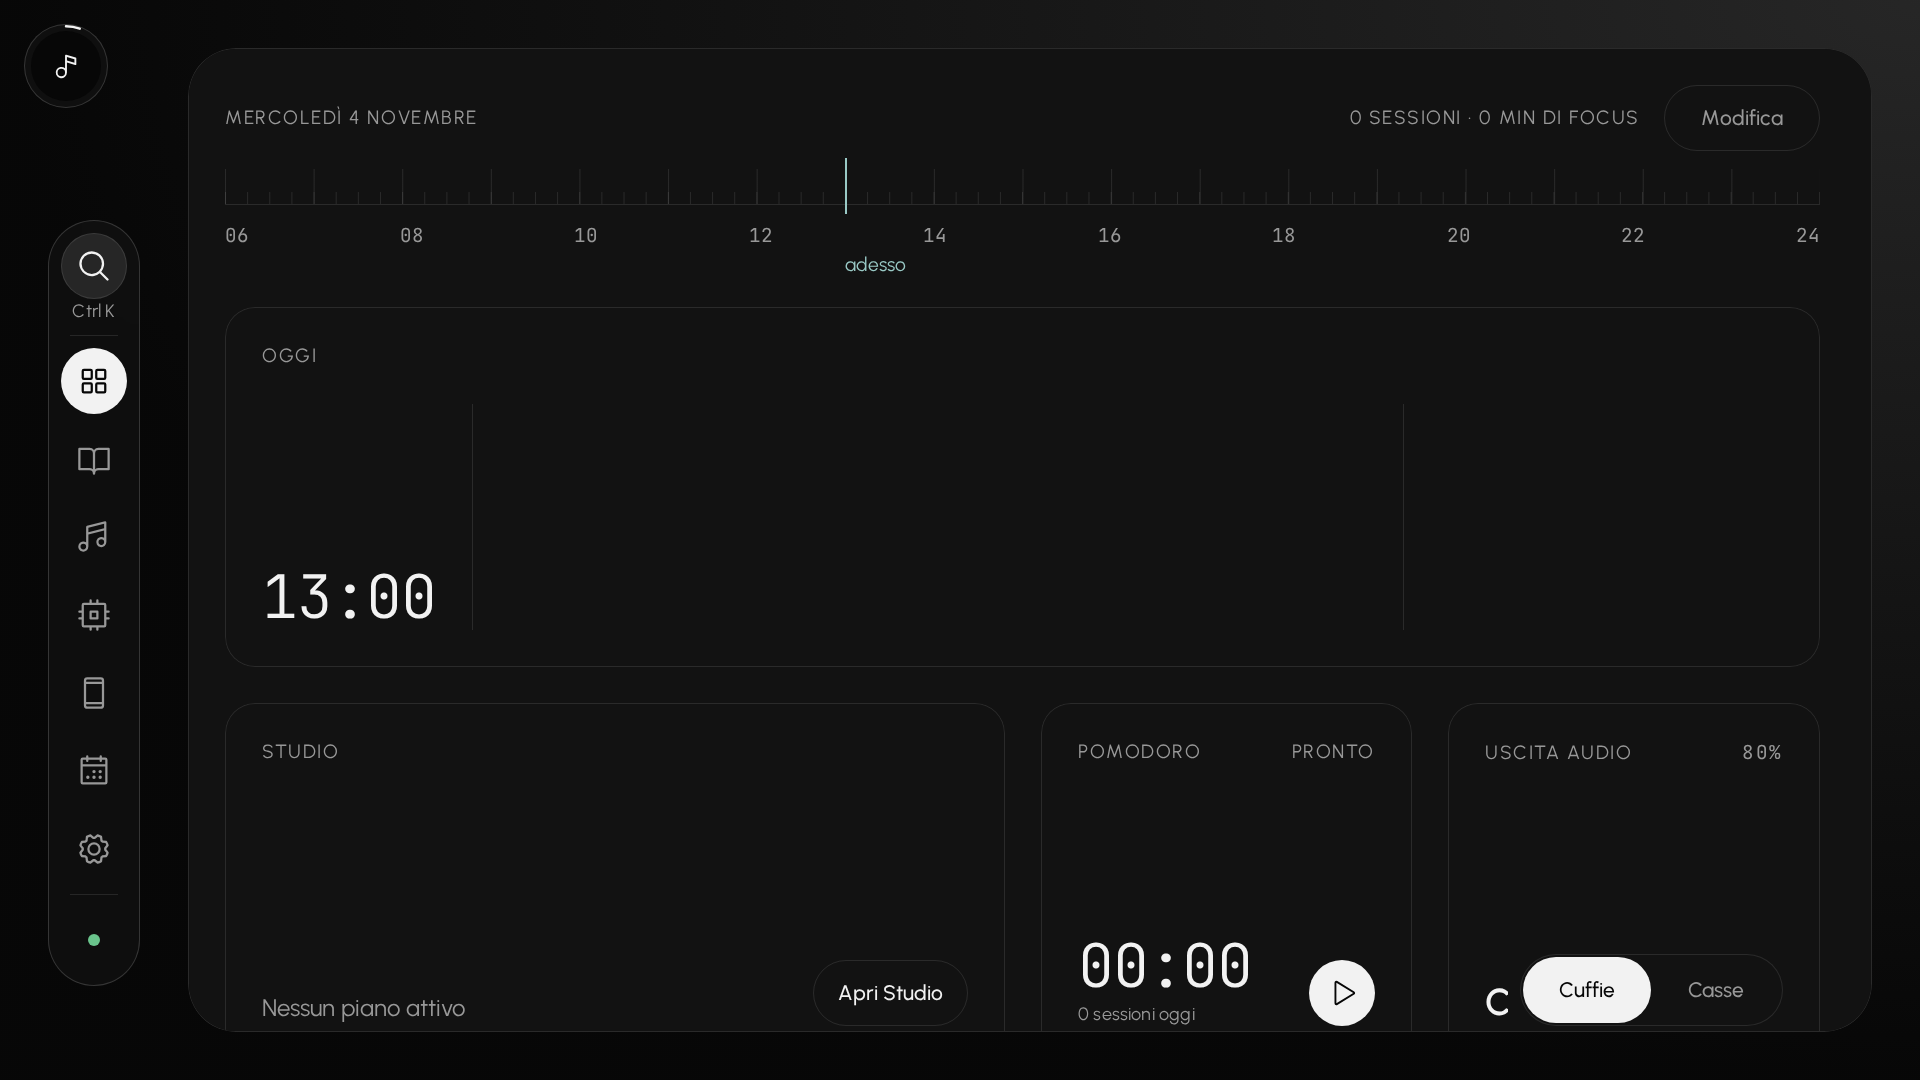 MERCOLEDÌ 4 NOVEMBRE
0 SESSIONI · 0 MIN DI FOCUS
Modifica
06 08 10 12 14 16 18 20 22 24
adesso
Ctrl K
OGGI
13:00
STUDIO
Nessun piano attivo
Apri Studio
POMODORO
PRONTO
00:00
0 sessioni oggi
USCITA AUDIO
80%
C
Cuffie
Casse